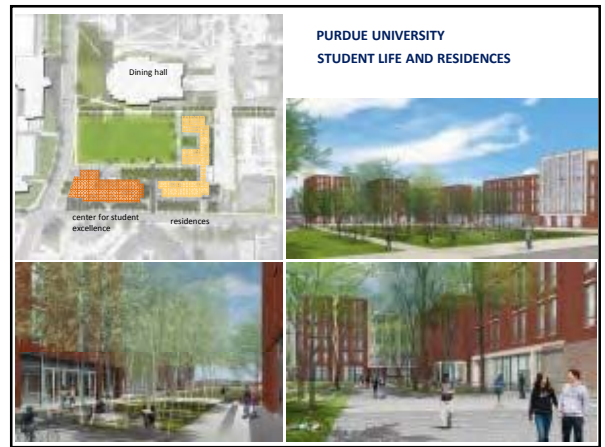 PURDUE UNIVERSITY
STUDENT LIFE AND RESIDENCES
Dining hall
center for student
excellence
residences